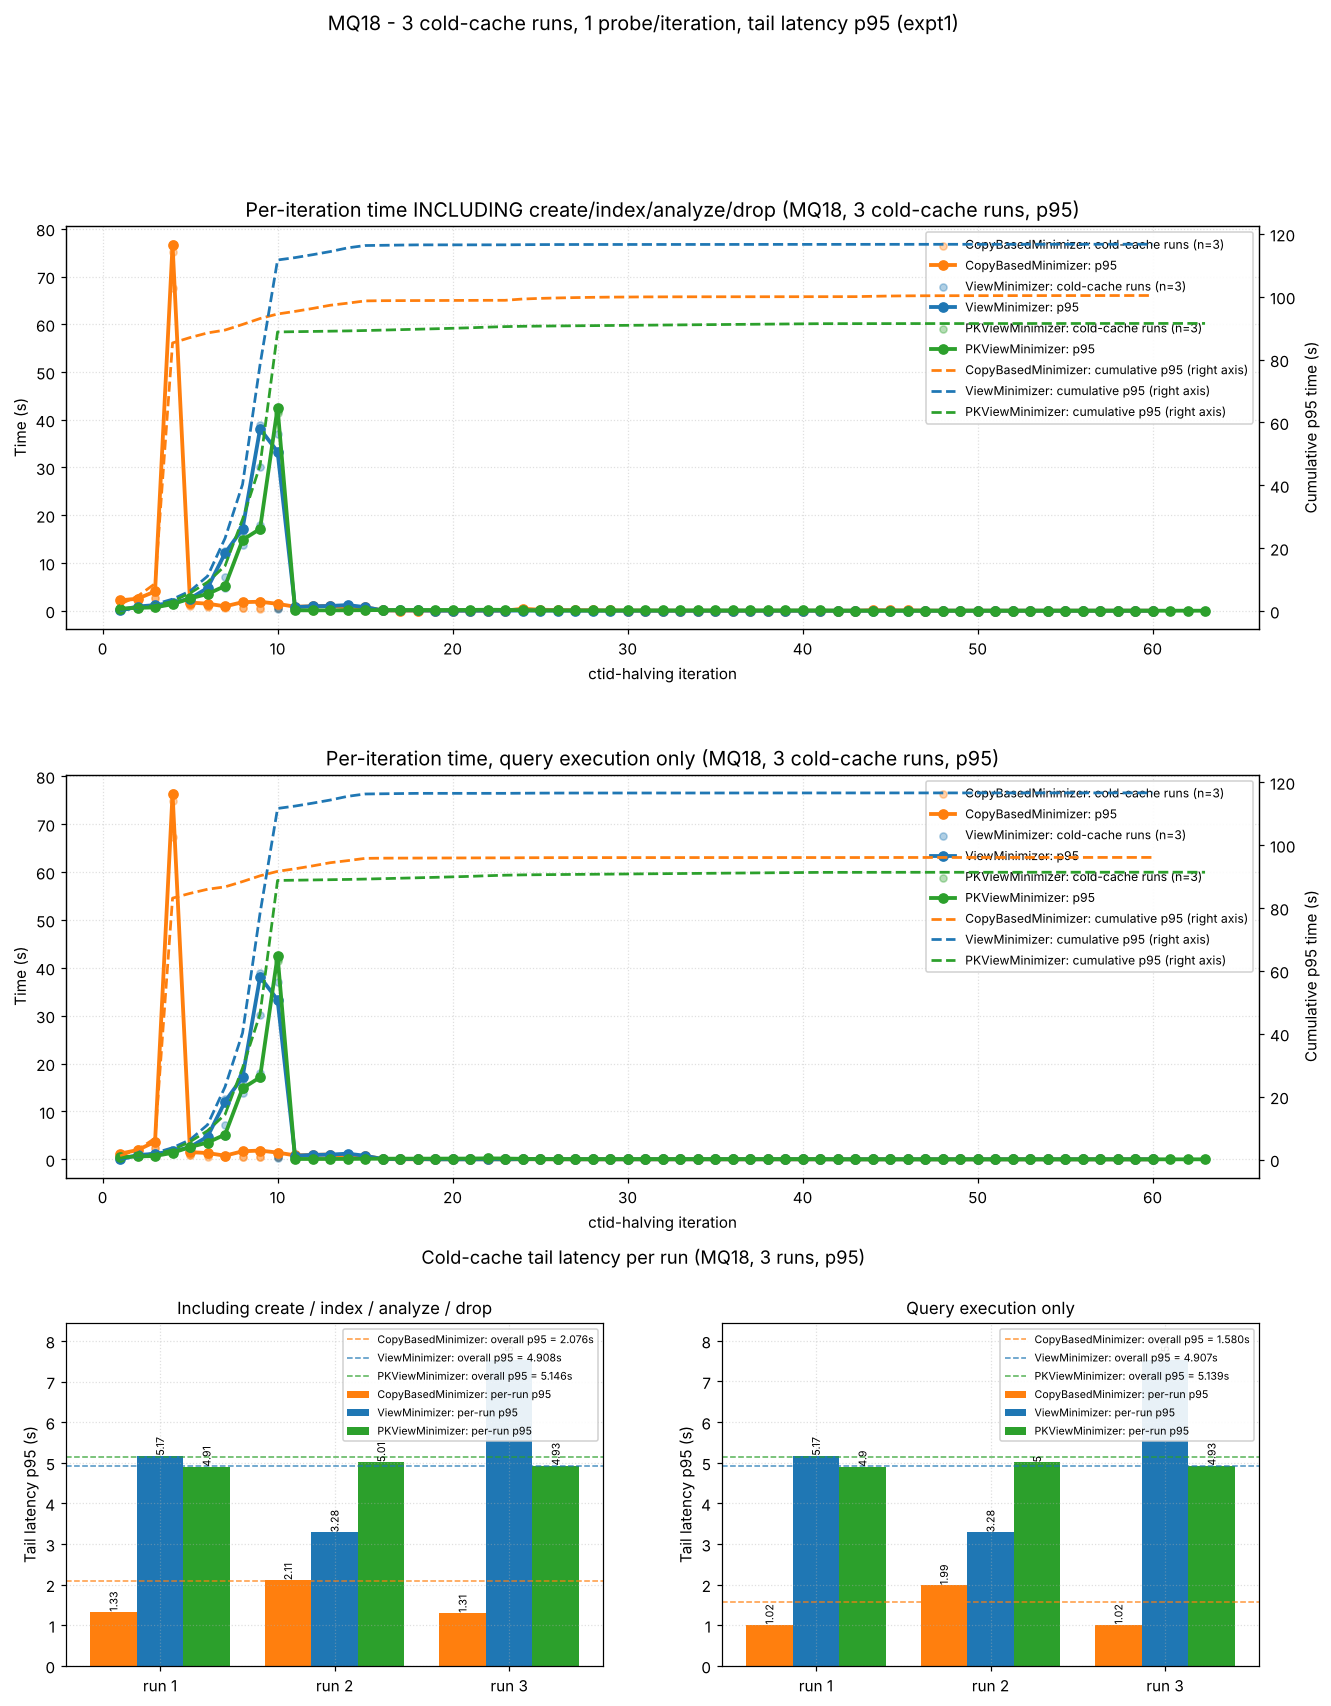 MQ18 - 3 cold-cache runs, 1 probe/iteration, tail latency p95 (expt1)
Per-iteration time INCLUDING create/index/analyze/drop (MQ18, 3 cold-cache runs, p95)
80
70
60
50
40
30
20
10
0
Time (s)
120
100
80
60
40
20
0
Cumulative p95 time (s)
CopyBasedMinimizer: cold-cache runs (n=3)
CopyBasedMinimizer: p95
ViewMinimizer: cold-cache runs (n=3)
ViewMinimizer: p95
PKViewMinimizer: cold-cache runs (n=3)
PKViewMinimizer: p95
CopyBasedMinimizer: cumulative p95 (right axis)
ViewMinimizer: cumulative p95 (right axis)
PKViewMinimizer: cumulative p95 (right axis)
0 10 20 30 40 50 60
ctid-halving iteration
Per-iteration time, query execution only (MQ18, 3 cold-cache runs, p95)
80
70
60
50
40
30
20
10
0
Time (s)
120
100
80
60
40
20
0
Cumulative p95 time (s)
CopyBasedMinimizer: cold-cache runs (n=3)
CopyBasedMinimizer: p95
ViewMinimizer: cold-cache runs (n=3)
ViewMinimizer: p95
PKViewMinimizer: cold-cache runs (n=3)
PKViewMinimizer: p95
CopyBasedMinimizer: cumulative p95 (right axis)
ViewMinimizer: cumulative p95 (right axis)
PKViewMinimizer: cumulative p95 (right axis)
0 10 20 30 40 50 60
ctid-halving iteration
Cold-cache tail latency per run (MQ18, 3 runs, p95)
Including create / index / analyze / drop
8
7
6
5
4
3
2
1
0
Tail latency p95 (s)
CopyBasedMinimizer: overall p95 = 2.076s
ViewMinimizer: overall p95 = 4.908s
PKViewMinimizer: overall p95 = 5.146s
CopyBasedMinimizer: per-run p95
ViewMinimizer: per-run p95
PKViewMinimizer: per-run p95
1.33
5.17
4.91
2.11
3.28
5.01
1.31
4.93
run 1 run 2 run 3
Query execution only
8
7
6
5
4
3
2
1
0
Tail latency p95 (s)
CopyBasedMinimizer: overall p95 = 1.580s
ViewMinimizer: overall p95 = 4.907s
PKViewMinimizer: overall p95 = 5.139s
CopyBasedMinimizer: per-run p95
ViewMinimizer: per-run p95
PKViewMinimizer: per-run p95
1.02
5.17
4.9
1.99
3.28
5
1.02
4.93
run 1 run 2 run 3